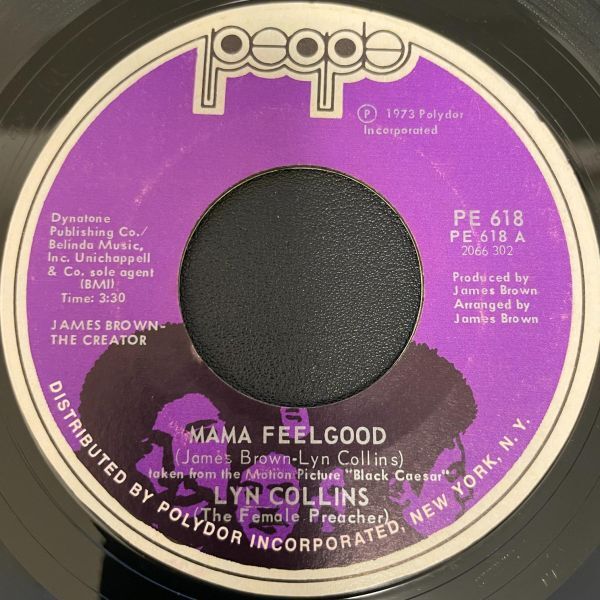 people
Ⓟ 1973 Polydor
Incorporated
Dynatone
Publishing Co./
Belinda Music,
Inc. Unichappell
& Co. sole agent
(BMI)
Time: 3:30
JAMES BROWN-
THE CREATOR
PE 618
PE 618 A
2066 302
Produced by
James Brown
Arranged by
James Brown
MAMA FEELGOOD
(James Brown-Lyn Collins)
taken from the Motion Picture "Black Caesar"
LYN COLLINS
(The Female Preacher)
DISTRIBUTED BY POLYDOR INCORPORATED, NEW YORK, N.Y.